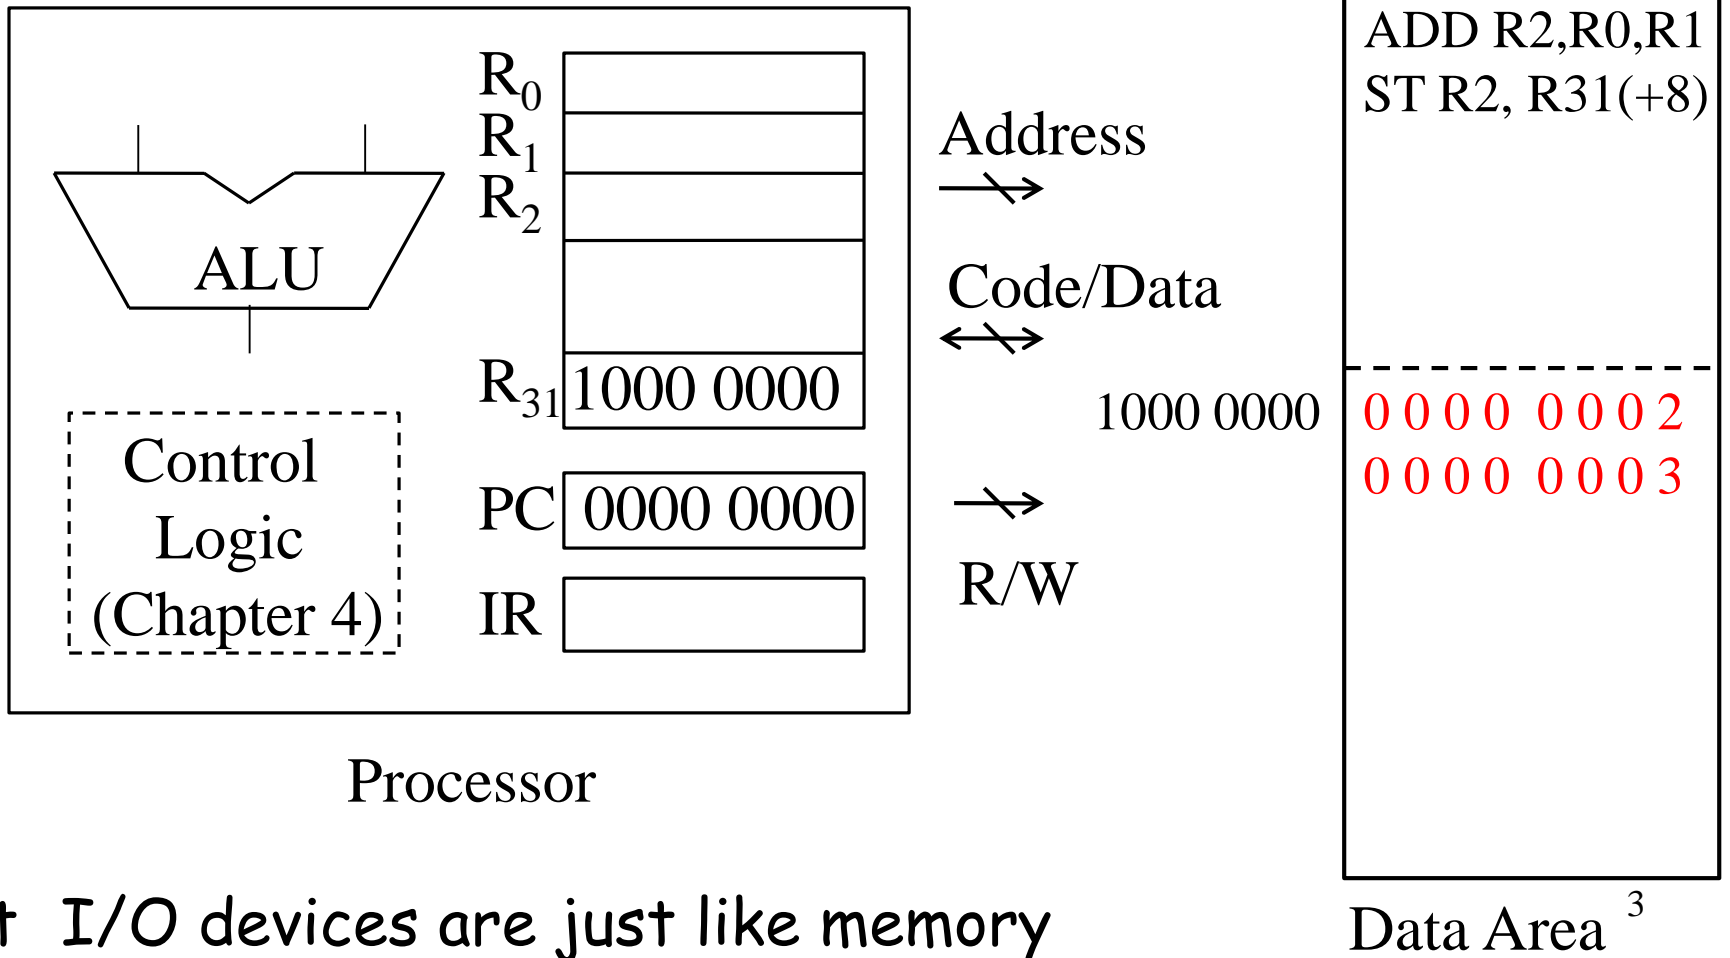 ADD R2,R0,R1
ST R2, R31(+8)
R0
R1
R2
ALU
R31 1000 0000
Control
Logic
(Chapter 4)
PC 0000 0000
IR
Address
Code/Data
R/W
1000 0000 0 0 0 0 0 0 0 2
0 0 0 0 0 0 0 3
Processor
I/O devices are just like memory
Data Area 3